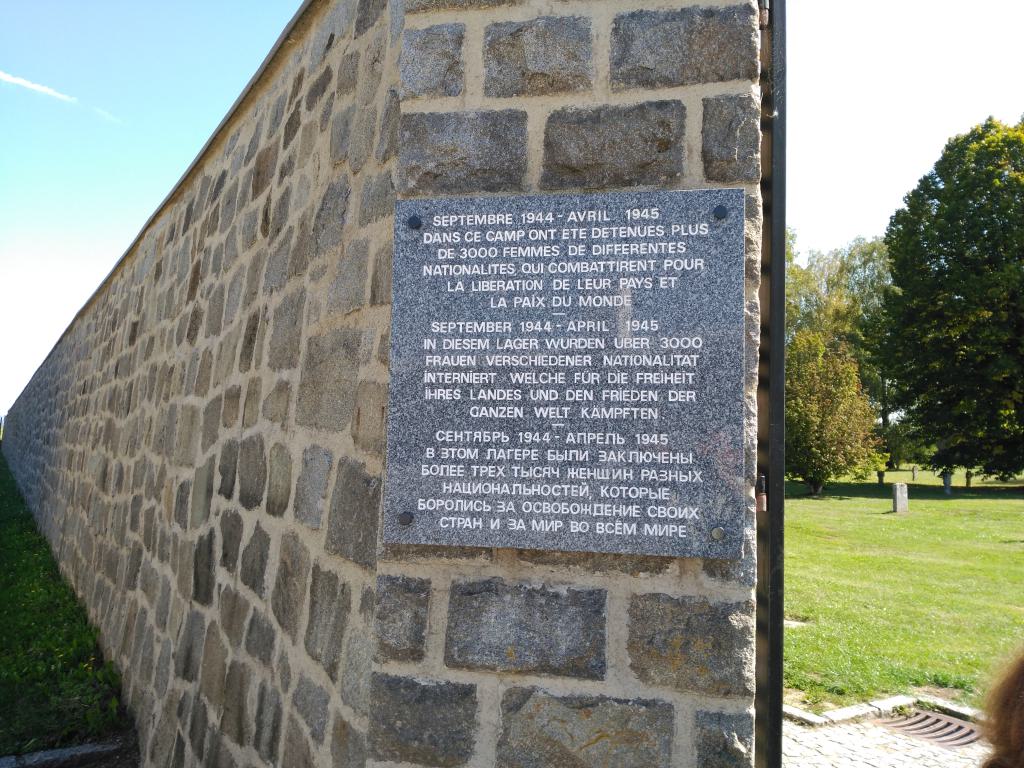 SEPTEMBRE 1944 - AVRIL 1945
DANS CE CAMP ONT ETE DETENUES PLUS
DE 3000 FEMMES DE DIFFERENTES
NATIONALITES QUI COMBATTIRENT POUR
LA LIBERATION DE LEUR PAYS ET
LA PAIX DU MONDE
SEPTEMBER 1944 - APRIL 1945
IN DIESEM LAGER WURDEN ÜBER 3000
FRAUEN VERSCHIEDENER NATIONALITAT
INTERNIERT WELCHE FÜR DIE FREIHEIT
IHRES LANDES UND DEN FRIEDEN DER
GANZEN WELT KÄMPFTEN
СЕНТЯБРЬ 1944 - АПРЕЛЬ 1945
В ЭТОМ ЛАГЕРЕ БЫЛИ ЗАКЛЮЧЕНЫ
БОЛЕЕ ТРЕХ ТЫСЯЧ ЖЕНЩИН РАЗНЫХ
НАЦИОНАЛЬНОСТЕЙ, КОТОРЫЕ
БОРОЛИСЬ ЗА ОСВОБОЖДЕНИЕ СВОИХ
СТРАН И ЗА МИР ВО ВСЁМ МИРЕ